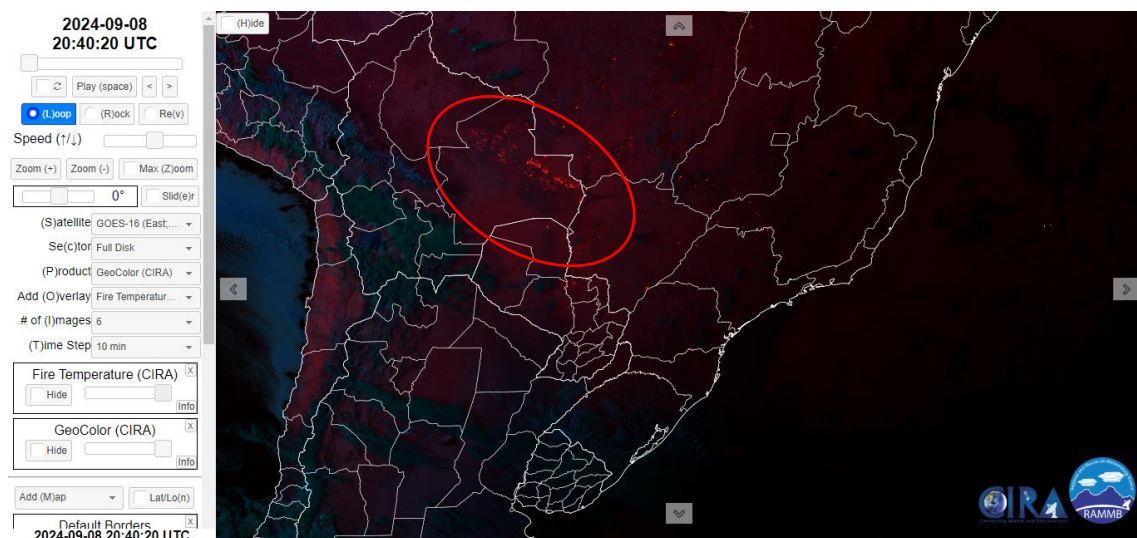 2024-09-08
20:40:20 UTC
Play (space) < >
(L)oop (R)ock Re(v)
Speed (↑/↓)
Zoom (+) Zoom (-) Max (Z)oom
0° Slid(e)r
(S)atellite GOES-16 (East;...
Se(c)tor Full Disk
(P)roduct GeoColor (CIRA)
Add (O)verlay Fire Temperatur...
# of (I)mages 6
(T)ime Step 10 min
Fire Temperature (CIRA) X
Hide
Info
GeoColor (CIRA) X
Hide
Info
Add (M)ap Lat/Lo(n)
Default Borders X
2024-09-08 20:40:20 UTC
(H)ide
CIRA
RAMMB